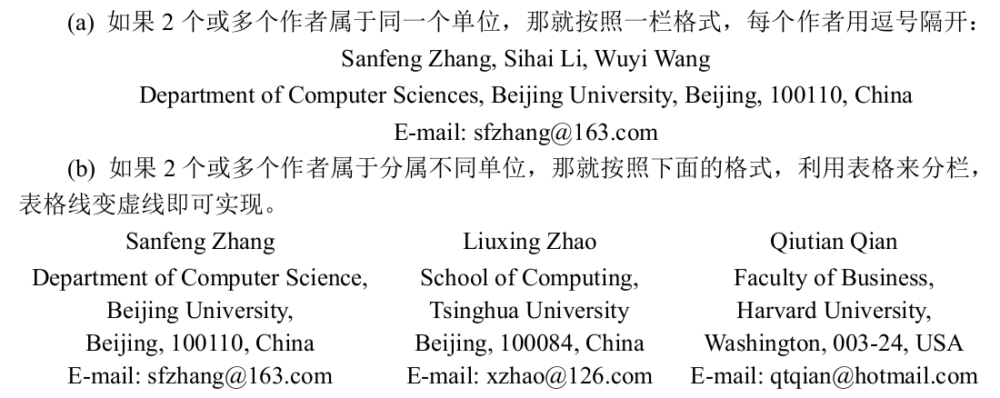 (a) 如果 2 个或多个作者属于同一个单位，那就按照一栏格式，每个作者用逗号隔开：
Sanfeng Zhang, Sihai Li, Wuyi Wang
Department of Computer Sciences, Beijing University, Beijing, 100110, China
E-mail: sfzhang@163.com
(b) 如果 2 个或多个作者属于分属不同单位，那就按照下面的格式，利用表格来分栏，
表格线变虚线即可实现。
Sanfeng Zhang
Department of Computer Science,
Beijing University,
Beijing, 100110, China
E-mail: sfzhang@163.com
Liuxing Zhao
School of Computing,
Tsinghua University
Beijing, 100084, China
E-mail: xzhao@126.com
Qiutian Qian
Faculty of Business,
Harvard University,
Washington, 003-24, USA
E-mail: qtqian@hotmail.com